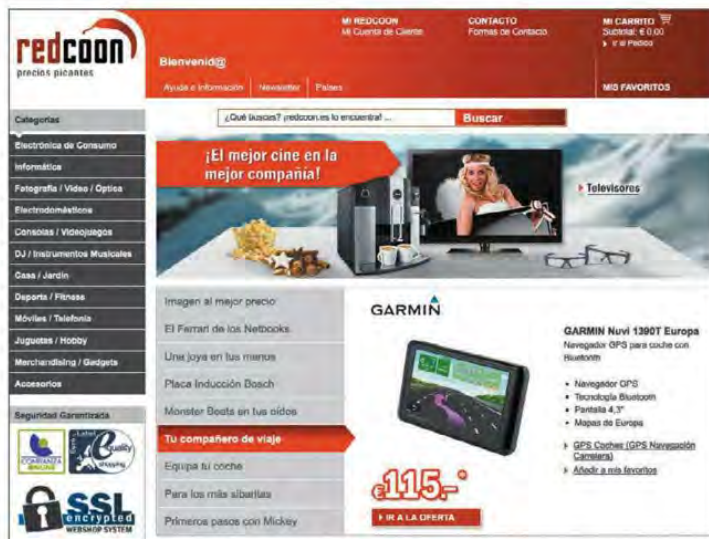 redcoon
precios picantes
MI REDCOON
Mi Cuenta de Cliente
CONTACTO
Formas de Contacto
MI CARRITO
Subtotal: € 0,00
Ir al Pedido
Bienvenid@
Ayuda e Información
Newsletter
Países
MIS FAVORITOS
¿Qué buscas? ¡redcoon.es lo encuentra! ...
Buscar
Categorías
Electrónica de Consumo
Informática
Fotografía / Vídeo / Óptica
Electrodomésticos
Consolas / Videojuegos
DJ / Instrumentos Musicales
Casa / Jardín
Deporte / Fitness
Móviles / Telefonía
Juguetes / Hobby
Merchandising / Gadgets
Accesorios
Seguridad Garantizada
CONFIANZA
ONLINE
Euro-Label
e quality
shopping
SSL
encrypted
WEBSHOP SYSTEM
¡El mejor cine en la
mejor compañía!
Televisores
Imagen al mejor precio
El Ferrari de los Netbooks
Una joya en tus manos
Placa Inducción Bosch
Monster Beats en tus oídos
Tu compañero de viaje
Equipa tu coche
Para los más sibaritas
Primeros pasos con Mickey
GARMIN
€115.-*
IR A LA OFERTA
GARMIN Nuvi 1390T Europa
Navegador GPS para coche con
Bluetooth
• Navegador GPS
• Tecnología Bluetooth
• Pantalla 4,3"
• Mapas de Europa
GPS Coches (GPS Navegación
Carretera)
Añadir a mis favoritos